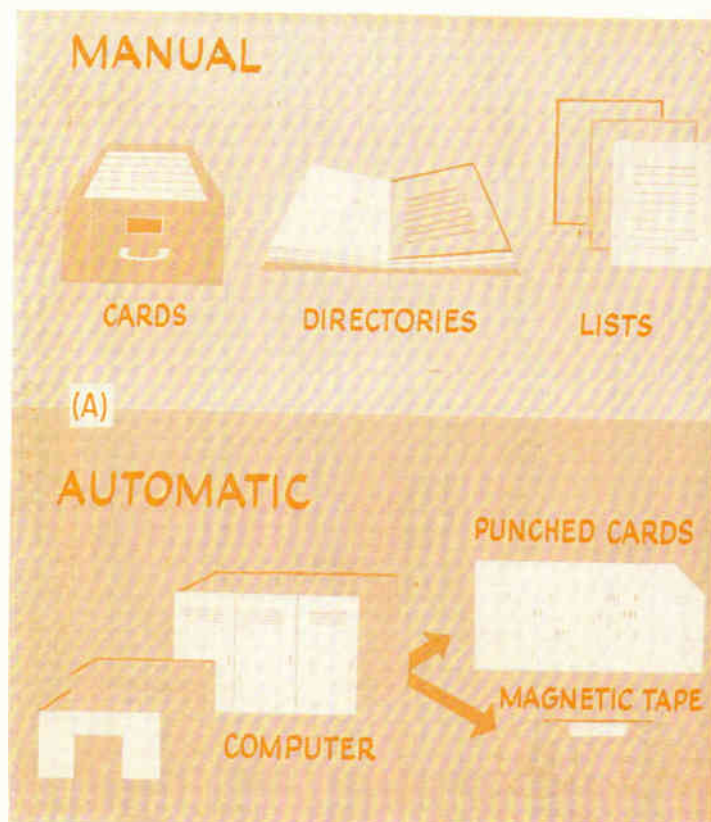 MANUAL
CARDS
DIRECTORIES
LISTS
(A)
AUTOMATIC
PUNCHED CARDS
MAGNETIC TAPE
COMPUTER